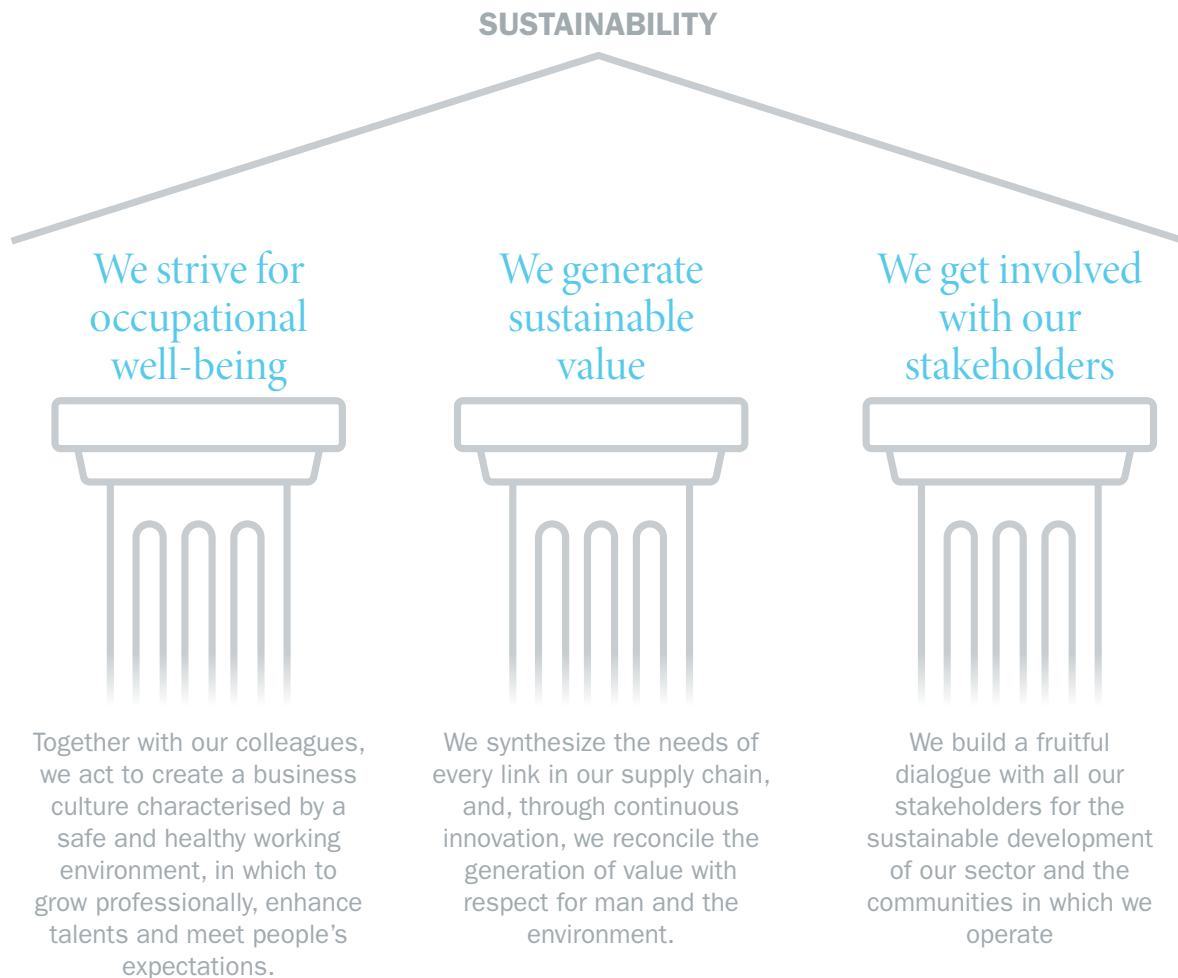 SUSTAINABILITY
We strive for
occupational
well-being
We generate
sustainable
value
We get involved
with our
stakeholders
Together with our colleagues,
we act to create a business
culture characterised by a
safe and healthy working
environment, in which to
grow professionally, enhance
talents and meet people’s
expectations.
We synthesize the needs of
every link in our supply chain,
and, through continuous
innovation, we reconcile the
generation of value with
respect for man and the
environment.
We build a fruitful
dialogue with all our
stakeholders for the
sustainable development
of our sector and the
communities in which we
operate